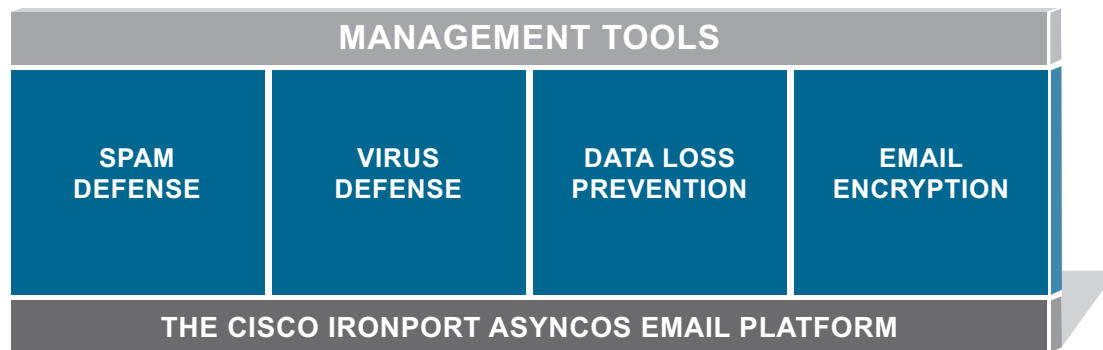 MANAGEMENT TOOLS
SPAM
DEFENSE
VIRUS
DEFENSE
DATA LOSS
PREVENTION
EMAIL
ENCRYPTION
THE CISCO IRONPORT ASYNCOS EMAIL PLATFORM